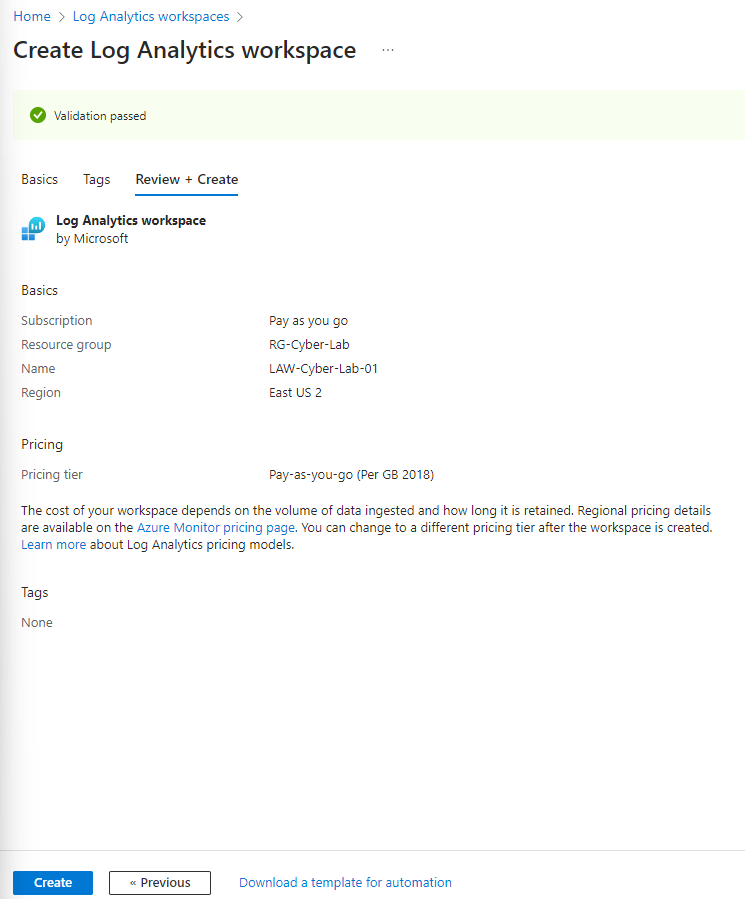 Home > Log Analytics workspaces >
Create Log Analytics workspace ...
Validation passed
Basics Tags Review + Create
Log Analytics workspace
by Microsoft
Basics
Subscription Pay as you go
Resource group RG-Cyber-Lab
Name LAW-Cyber-Lab-01
Region East US 2
Pricing
Pricing tier Pay-as-you-go (Per GB 2018)
The cost of your workspace depends on the volume of data ingested and how long it is retained. Regional pricing details
are available on the Azure Monitor pricing page. You can change to a different pricing tier after the workspace is created.
Learn more about Log Analytics pricing models.
Tags
None
Create « Previous Download a template for automation